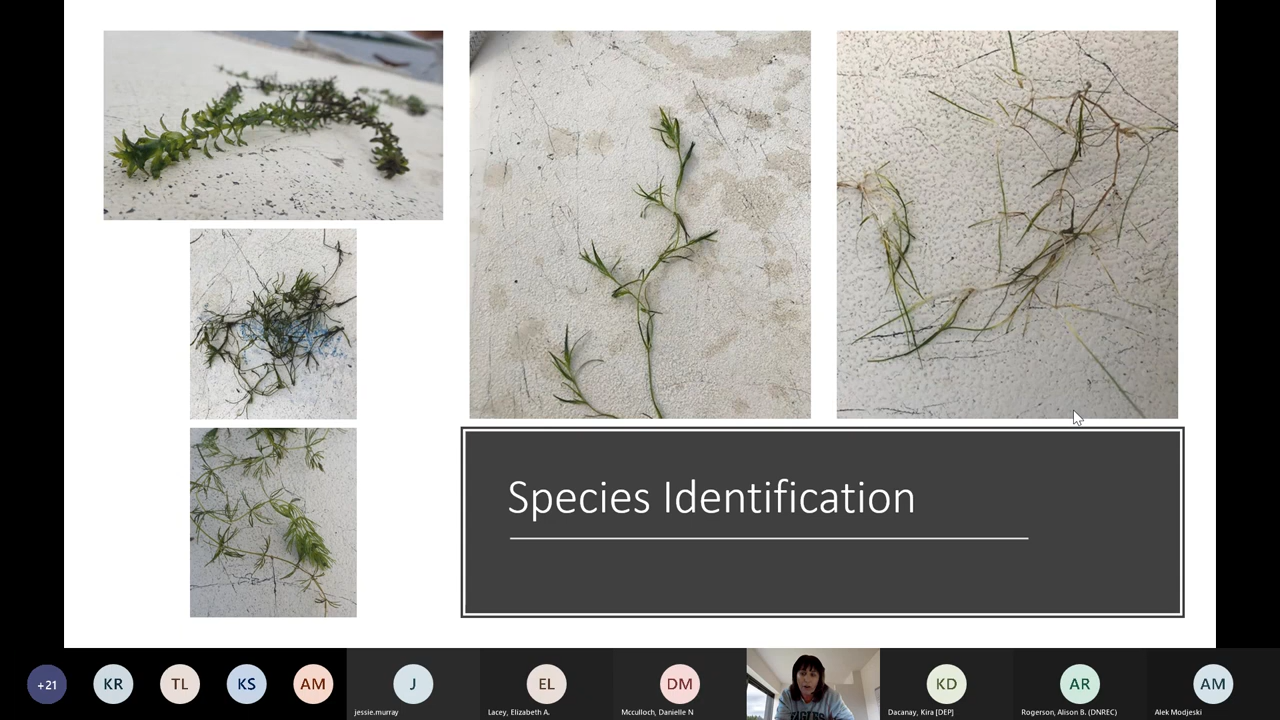 Species Identification
+21
KR
TL
KS
AM
J
EL
DM
EAGLES
KD
AR
AM
jessie.murray
Lacey, Elizabeth A.
Mcculloch, Danielle N
Dacanay, Kira [DEP]
Rogerson, Alison B. (DNREC)
Alek Modjeski